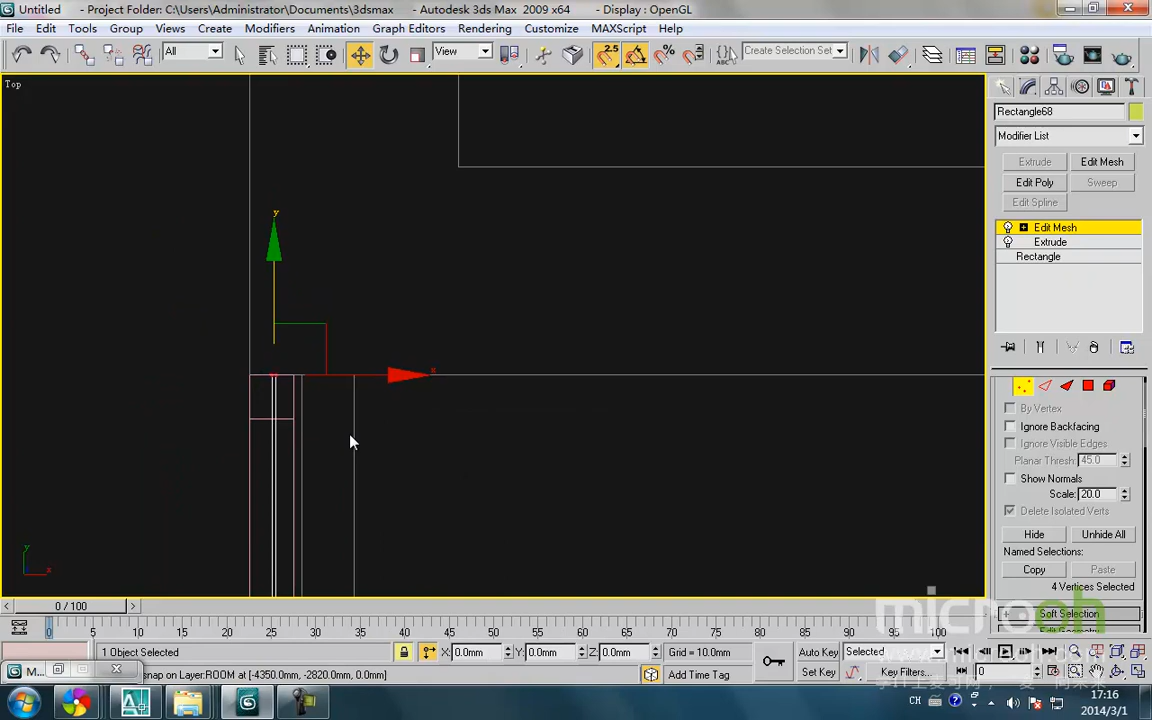 Untitled - Project Folder: C:\Users\Administrator\Documents\3dsmax - Autodesk 3ds Max 2009 x64 - Display : OpenGL
File Edit Tools Group Views Create Modifiers Animation Graph Editors Rendering Customize MAXScript Help
All View 2.5 Create Selection Set
Top
Rectangle68
Modifier List
Extrude Edit Mesh
Edit Poly Sweep
Edit Spline
Edit Mesh
Extrude
Rectangle
y
x
By Vertex
Ignore Backfacing
Ignore Visible Edges
Planar Thresh: 45.0
Show Normals
Scale: 20.0
Delete Isolated Verts
Hide Unhide All
Named Selections:
Copy Paste
4 Vertices Selected
Soft Selection
y
x
0 / 100
0 5 10 15 20 25 30 35 40 45 50 55 60 65 70 75 80 85 90 95 100
1 Object Selected X: 0.0mm Y: 0.0mm Z: 0.0mm Grid = 10.0mm Auto Key Selected
M... snap on Layer:ROOM at [-4350.0mm, -2820.0mm, 0.0mm] Add Time Tag Set Key Key Filters... 0
CH 17:16
2014/3/1